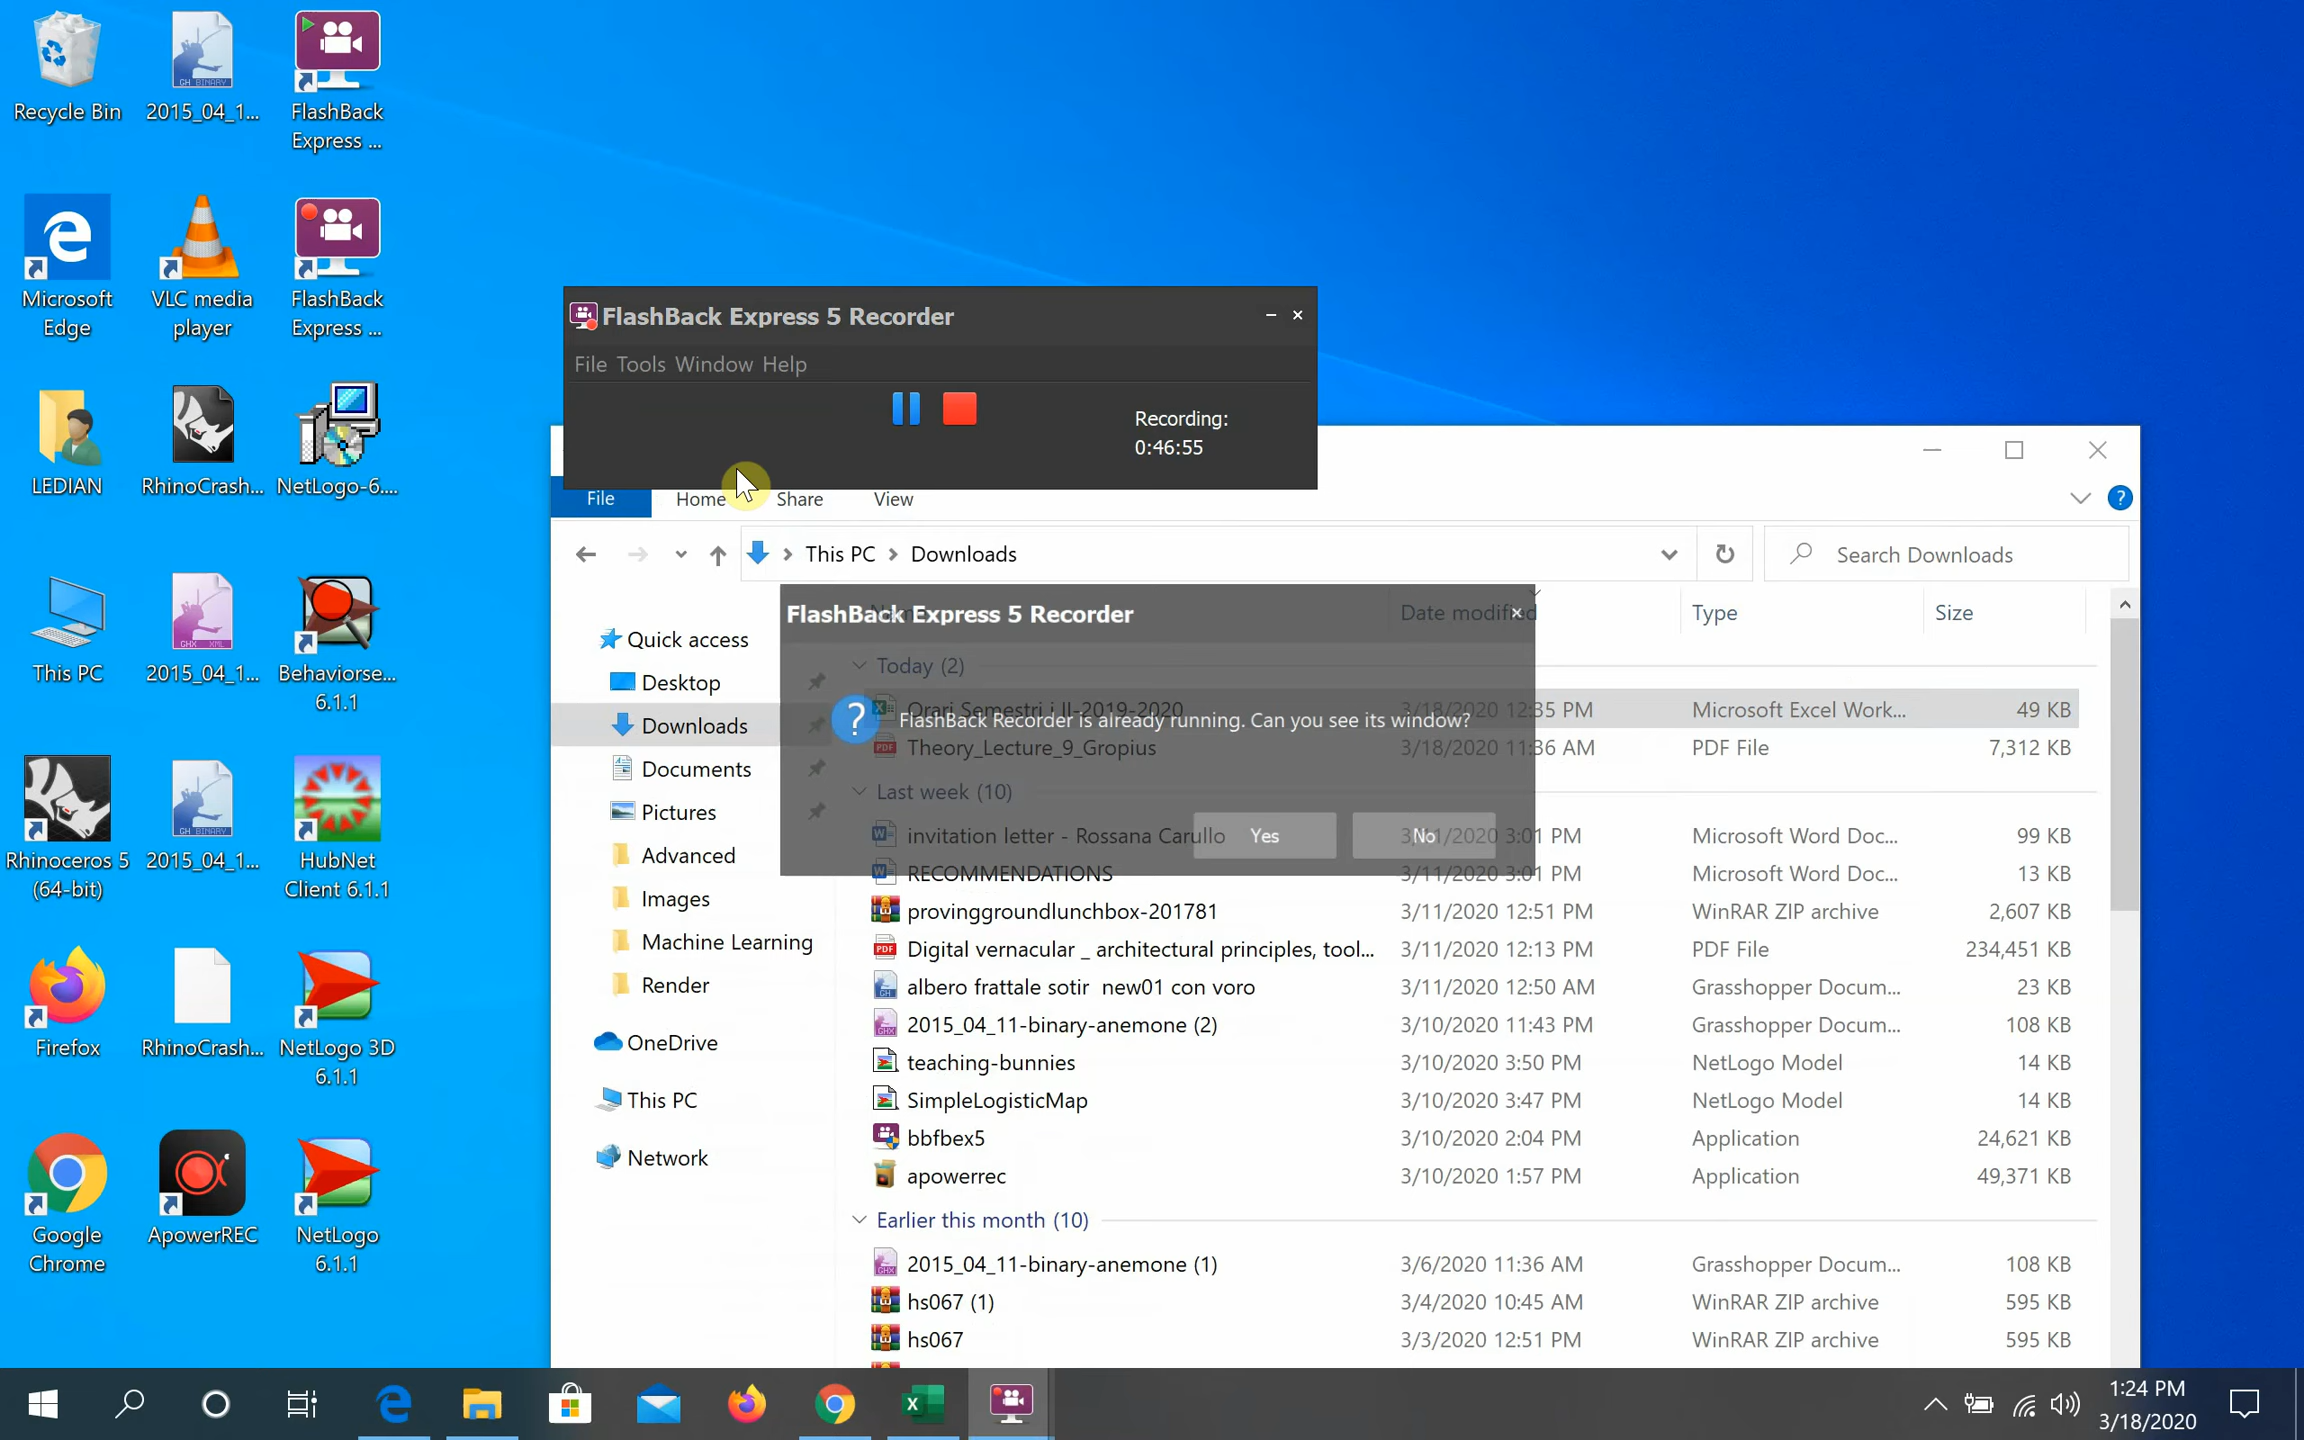 Recycle Bin
2015_04_1...
FlashBack
Express ...
Microsoft
Edge
VLC media
player
FlashBack
Express ...
LEDIAN
RhinoCrash...
NetLogo-6....
This PC
2015_04_1...
Behaviorse...
6.1.1
Rhinoceros 5
(64-bit)
2015_04_1...
HubNet
Client 6.1.1
Firefox
RhinoCrash...
NetLogo 3D
6.1.1
Google
Chrome
ApowerREC
NetLogo
6.1.1
GH BINARY
GHX XML
GH BINARY
FlashBack Express 5 Recorder
File Tools Window Help
Recording:
0:46:55
File Home Share View
This PC > Downloads
Search Downloads
FlashBack Express 5 Recorder
FlashBack Recorder is already running. Can you see its window?
Yes No
Quick access
Desktop
Downloads
Documents
Pictures
Advanced
Images
Machine Learning
Render
OneDrive
This PC
Network
Date modified Type Size
Today (2)
Orari Semestri i II-2019-2020 3/18/2020 12:35 PM Microsoft Excel Work... 49 KB
Theory_Lecture_9_Gropius 3/18/2020 11:36 AM PDF File 7,312 KB
Last week (10)
invitation letter - Rossana Carullo 3/11/2020 3:01 PM Microsoft Word Doc... 99 KB
RECOMMENDATIONS 3/11/2020 3:01 PM Microsoft Word Doc... 13 KB
provinggroundlunchbox-201781 3/11/2020 12:51 PM WinRAR ZIP archive 2,607 KB
Digital vernacular _ architectural principles, tool... 3/11/2020 12:13 PM PDF File 234,451 KB
albero frattale sotir new01 con voro 3/11/2020 12:50 AM Grasshopper Docum... 23 KB
2015_04_11-binary-anemone (2) 3/10/2020 11:43 PM Grasshopper Docum... 108 KB
teaching-bunnies 3/10/2020 3:50 PM NetLogo Model 14 KB
SimpleLogisticMap 3/10/2020 3:47 PM NetLogo Model 14 KB
bbfbex5 3/10/2020 2:04 PM Application 24,621 KB
apowerrec 3/10/2020 1:57 PM Application 49,371 KB
Earlier this month (10)
2015_04_11-binary-anemone (1) 3/6/2020 11:36 AM Grasshopper Docum... 108 KB
hs067 (1) 3/4/2020 10:45 AM WinRAR ZIP archive 595 KB
hs067 3/3/2020 12:51 PM WinRAR ZIP archive 595 KB
1:24 PM
3/18/2020